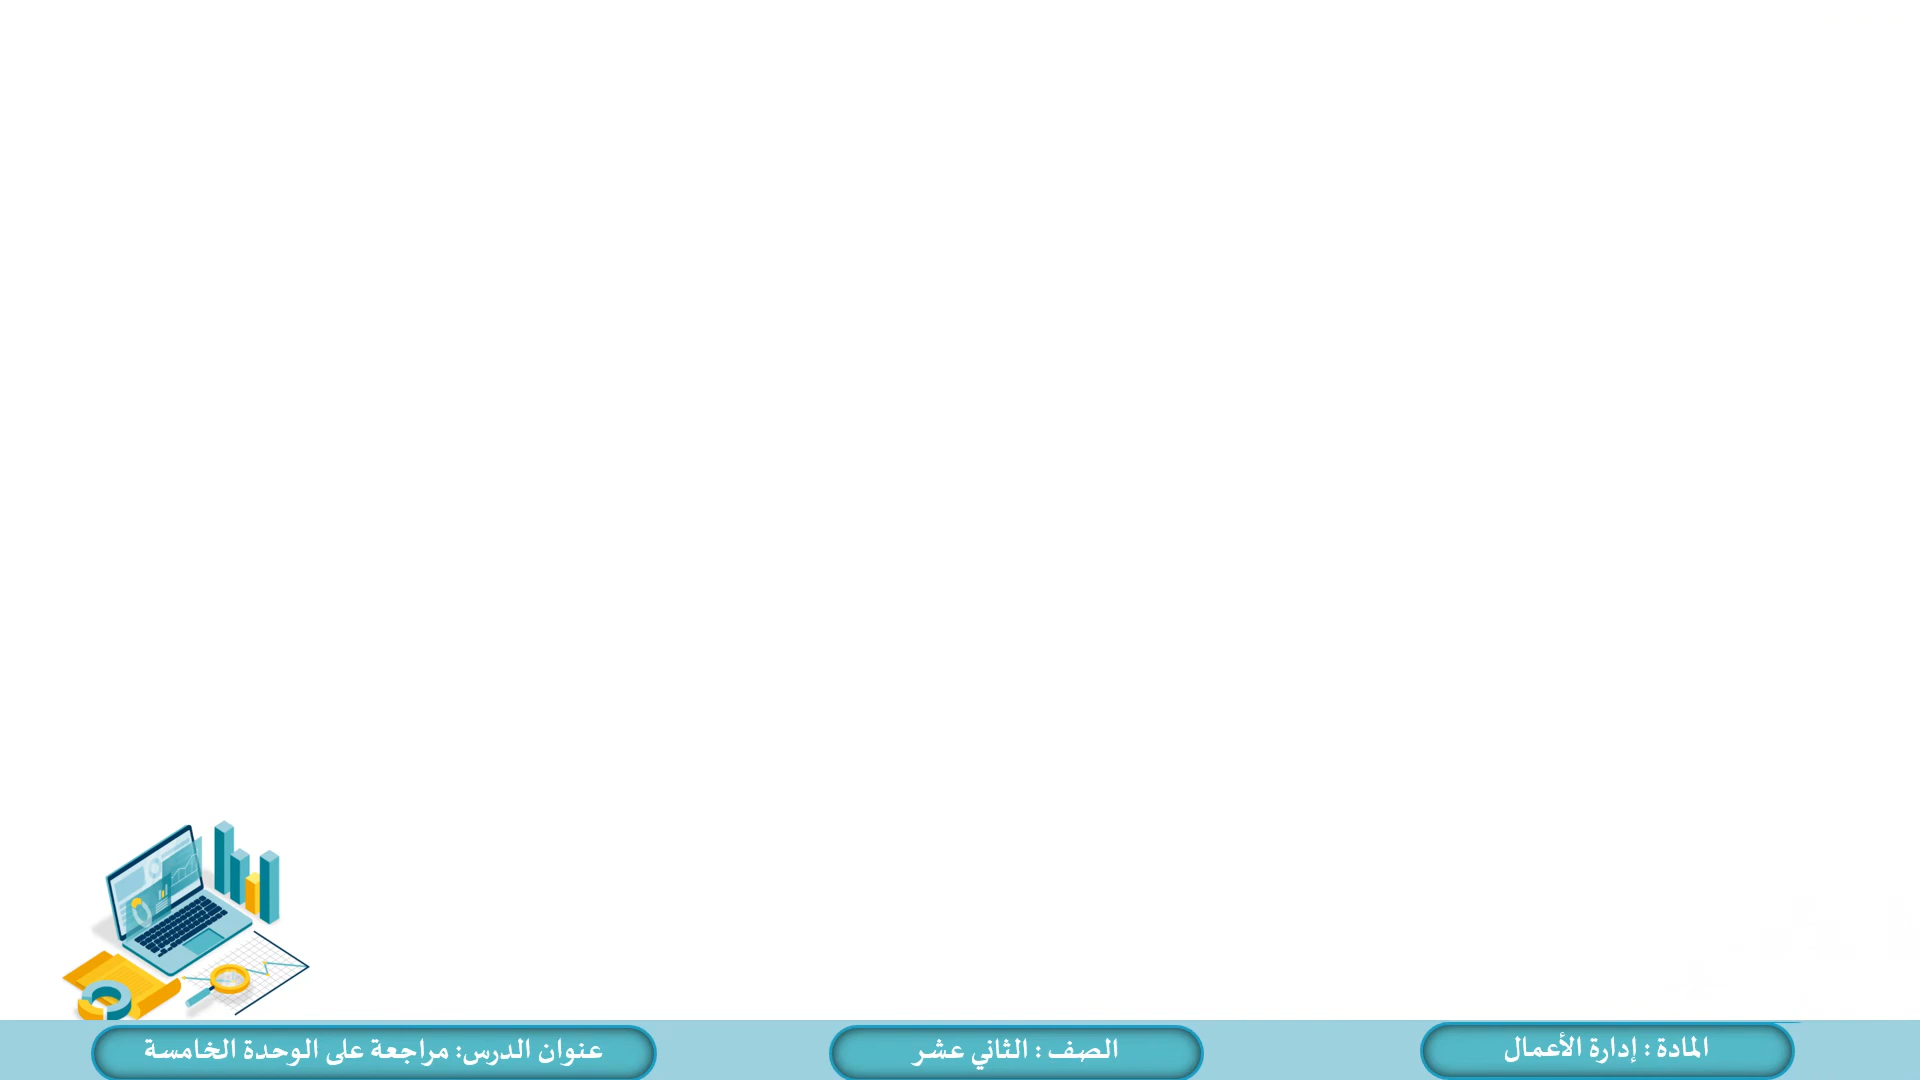 المادة : إدارة الأعمال
الصف : الثاني عشر
عنوان الدرس: مراجعة على الوحدة الخامسة